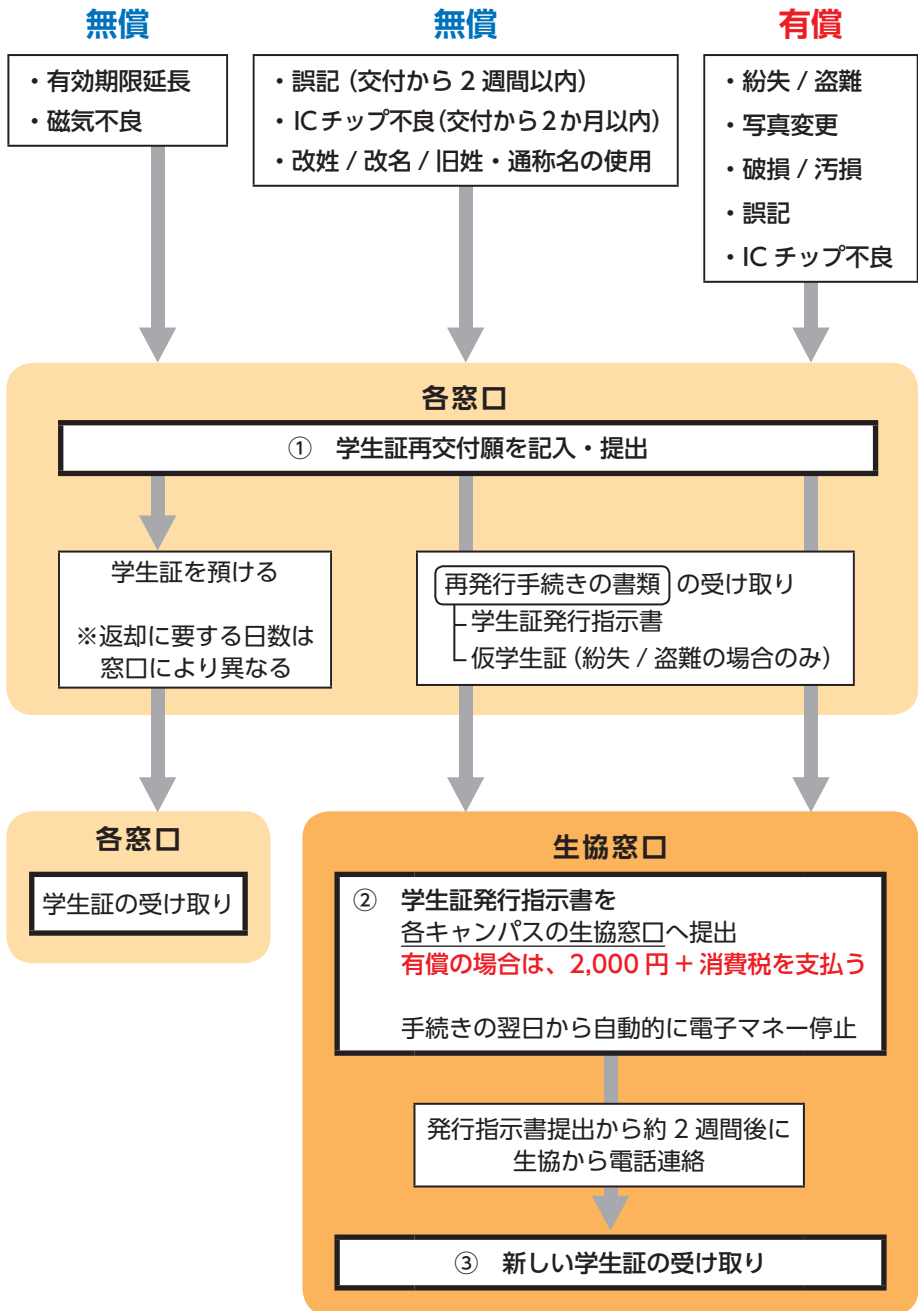 無償
・有効期限延長
・磁気不良
無償
・誤記（交付から 2 週間以内）
・ICチップ不良（交付から2か月以内）
・改姓 / 改名 / 旧姓・通称名の使用
有償
・紛失 / 盗難
・写真変更
・破損 / 汚損
・誤記
・IC チップ不良
各窓口
① 学生証再交付願を記入・提出
学生証を預ける
※返却に要する日数は
窓口により異なる
再発行手続きの書類 の受け取り
学生証発行指示書
仮学生証（紛失 / 盗難の場合のみ）
各窓口
学生証の受け取り
生協窓口
② 学生証発行指示書を
各キャンパスの生協窓口へ提出
有償の場合は、2,000 円 + 消費税を支払う
手続きの翌日から自動的に電子マネー停止
発行指示書提出から約 2 週間後に
生協から電話連絡
③ 新しい学生証の受け取り